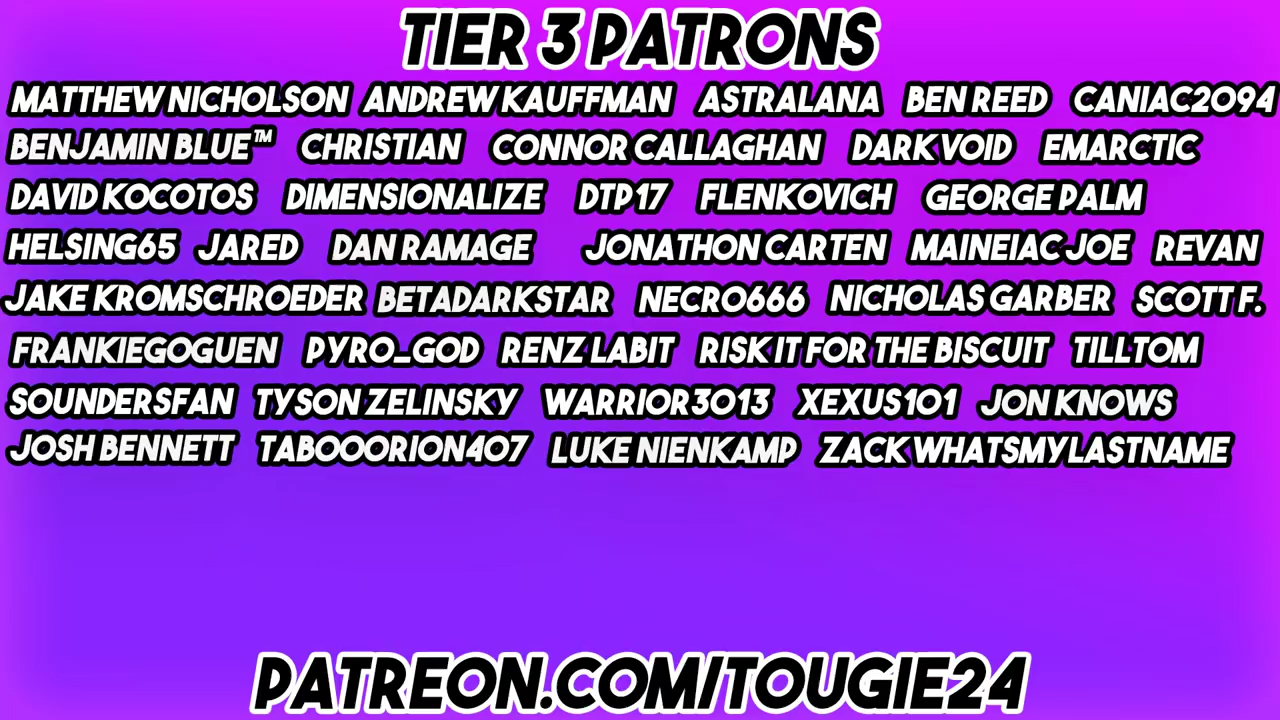 TIER 3 PATRONS
MATTHEW NICHOLSON ANDREW KAUFFMAN ASTRALANA BEN REED CANIAC2094
BENJAMIN BLUE™ CHRISTIAN CONNOR CALLAGHAN DARK VOID EMARCTIC
DAVID KOCOTOS DIMENSIONALIZE DTP17 FLENKOVICH GEORGE PALM
HELSING65 JARED DAN RAMAGE JONATHON CARTEN MAINEIAC JOE REVAN
JAKE KROMSCHROEDER BETADARKSTAR NECRO666 NICHOLAS GARBER SCOTT F.
FRANKIEGOGUEN PYRO_GOD RENZ LABIT RISK IT FOR THE BISCUIT TILLTOM
SOUNDERSFAN TYSON ZELINSKY WARRIOR3013 XEXUS101 JON KNOWS
JOSH BENNETT TABOOORION407 LUKE NIENKAMP ZACK WHATSMYLASTNAME
PATREON.COM/TOUGIE24